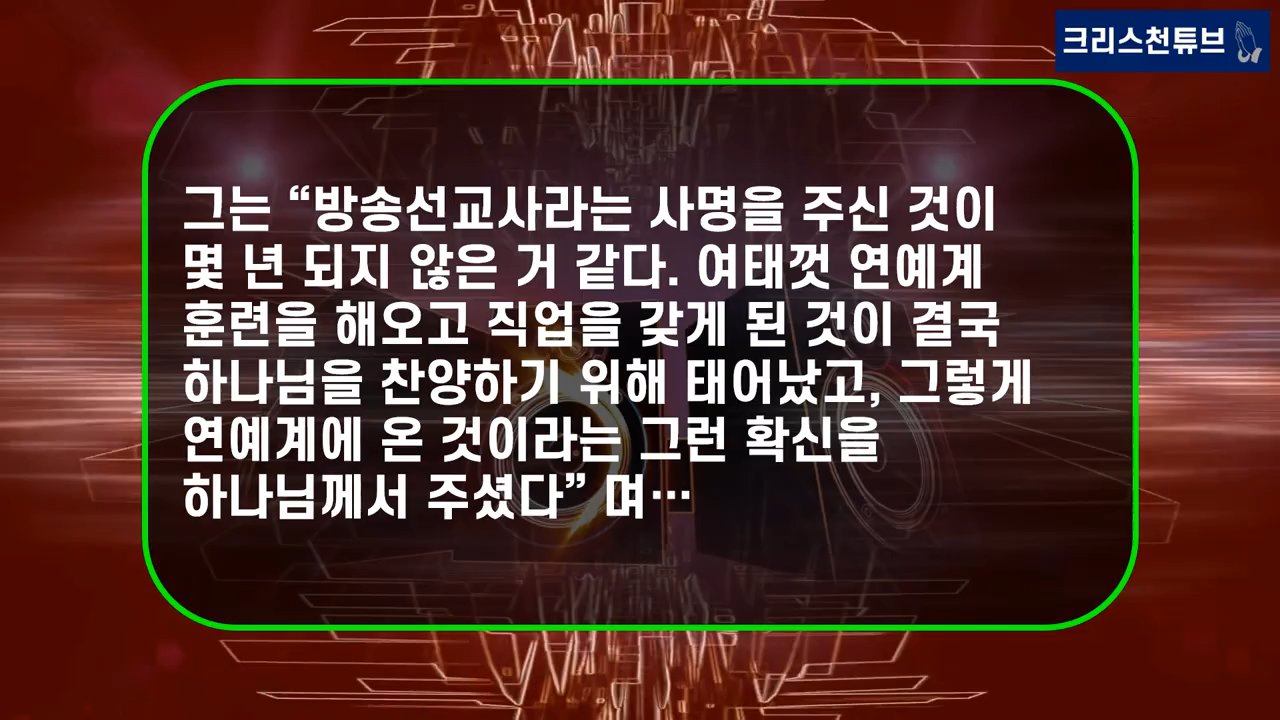 크리스천튜브
그는 “방송선교사라는 사명을 주신 것이
몇 년 되지 않은 거 같다. 여태껏 연예계
훈련을 해오고 직업을 갖게 된 것이 결국
하나님을 찬양하기 위해 태어났고, 그렇게
연예계에 온 것이라는 그런 확신을
하나님께서 주셨다” 며…